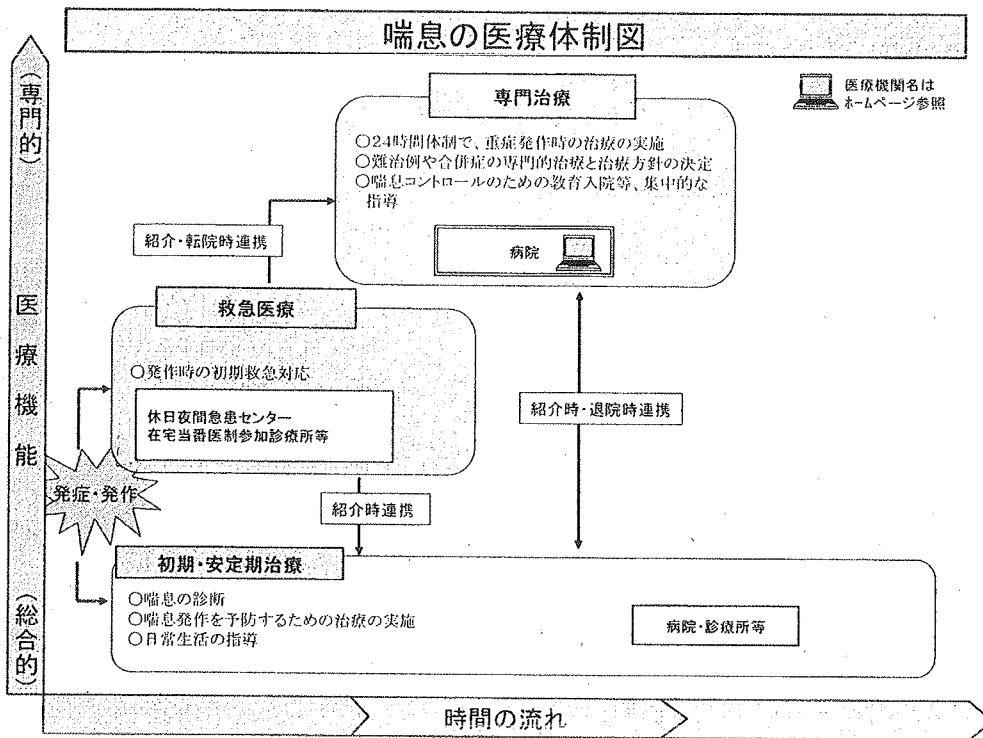 喘息の医療体制図
(専門的)
医療機能
(総合的)
医療機関名は
ホームページ参照
専門治療
○24時間体制で、重症発作時の治療の実施
○難治例や合併症の専門的治療と治療方針の決定
○喘息コントロールのための教育入院等、集中的な
指導
病院
紹介・転院時連携
救急医療
○発作時の初期救急対応
休日夜間急患センター
在宅当番医制参加診療所等
紹介時・退院時連携
発症・発作
紹介時連携
初期・安定期治療
○喘息の診断
○喘息発作を予防するための治療の実施
○日常生活の指導
病院・診療所等
時間の流れ